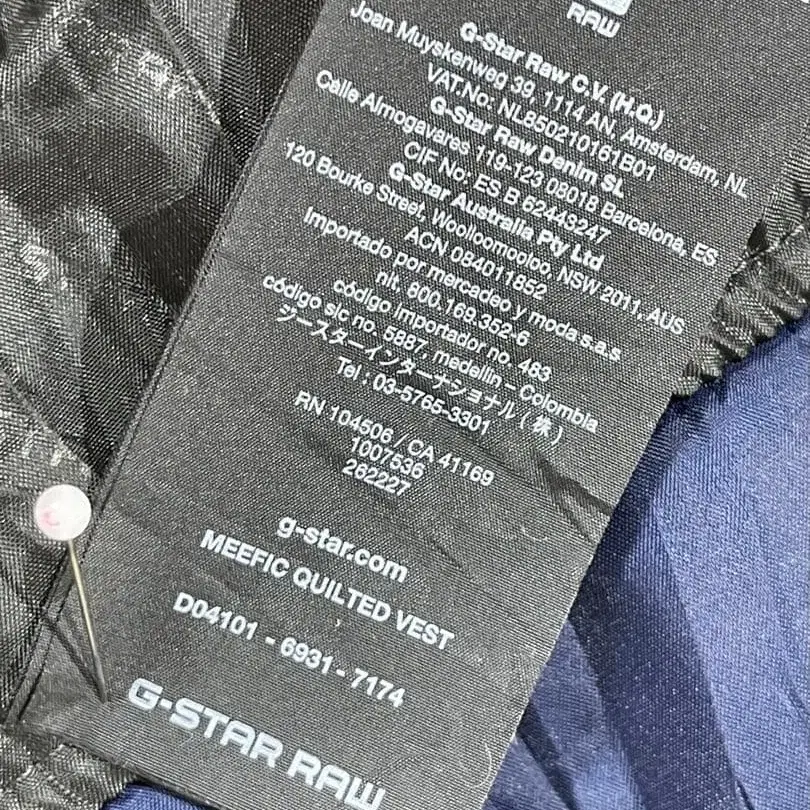 RAW
G-Star Raw C.V. (H.Q.)
Joan Muyskenweg 39, 1114 AN, Amsterdam, NL
VAT.No: NL850210161B01
G-Star Raw Denim SL
Calle Almogavares 119-123 08018 Barcelona, ES
CIF No: ES B 62443247
G-Star Australia Pty Ltd
120 Bourke Street, Woolloomooloo, NSW 2011, AUS
ACN 084011852
Importado por mercadeo y moda s.a.s
nit. 800.169.352-6
código importador no. 483
código sic no. 5887, medellin – Colombia
ジースターインターナショナル(株)
Tel : 03-5765-3301
RN 104506 / CA 41169
1007536
262227
g-star.com
MEEFIC QUILTED VEST
D04101 - 6931 - 7174
G-STAR RAW